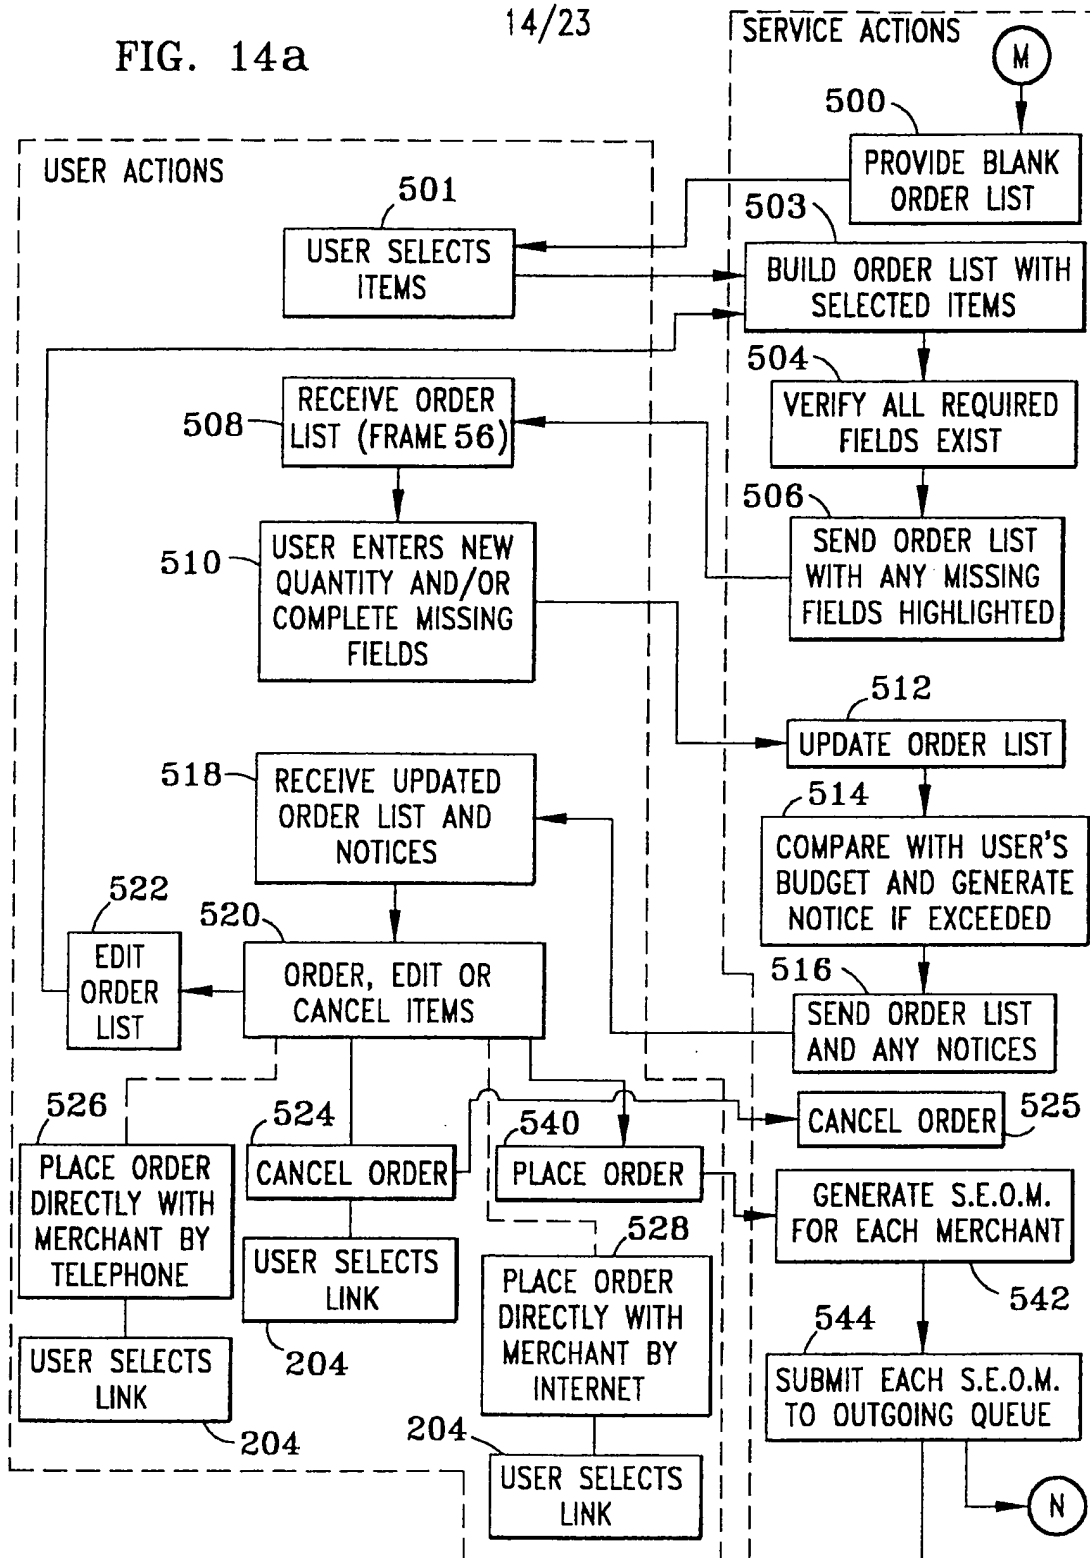 14/23
FIG. 14a
SERVICE ACTIONS
M
500
PROVIDE BLANK
ORDER LIST
USER ACTIONS
501
USER SELECTS
ITEMS
503
BUILD ORDER LIST WITH
SELECTED ITEMS
504
VERIFY ALL REQUIRED
FIELDS EXIST
508
RECEIVE ORDER
LIST (FRAME 56)
506
SEND ORDER LIST
WITH ANY MISSING
FIELDS HIGHLIGHTED
510
USER ENTERS NEW
QUANTITY AND/OR
COMPLETE MISSING
FIELDS
512
UPDATE ORDER LIST
518
RECEIVE UPDATED
ORDER LIST AND
NOTICES
514
COMPARE WITH USER'S
BUDGET AND GENERATE
NOTICE IF EXCEEDED
522
EDIT
ORDER
LIST
520
ORDER, EDIT OR
CANCEL ITEMS
516
SEND ORDER LIST
AND ANY NOTICES
526
PLACE ORDER
DIRECTLY WITH
MERCHANT BY
TELEPHONE
524
CANCEL ORDER
540
PLACE ORDER
CANCEL ORDER
525
GENERATE S.E.O.M.
FOR EACH MERCHANT
542
USER SELECTS
LINK
204
528
PLACE ORDER
DIRECTLY WITH
MERCHANT BY
INTERNET
USER SELECTS
LINK
204
544
SUBMIT EACH S.E.O.M.
TO OUTGOING QUEUE
204
USER SELECTS
LINK
N